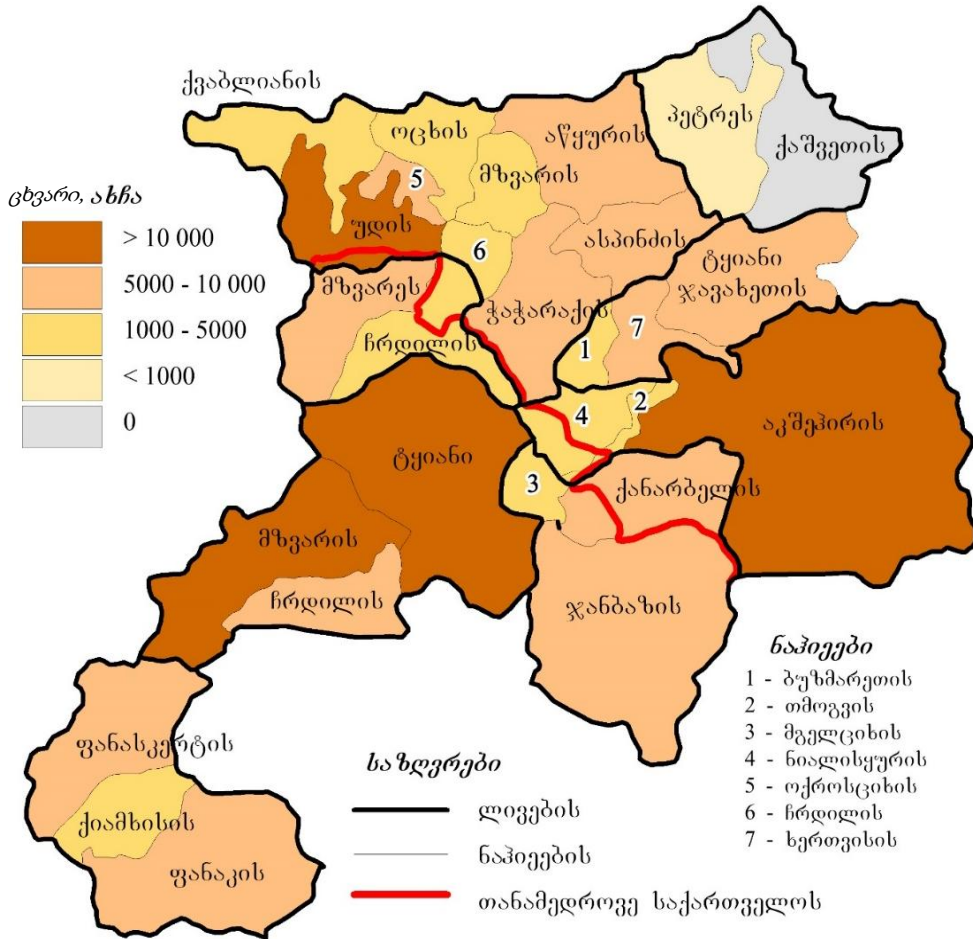 ქვაბლიანის
ოცხის
აწყურის
პეტრეს
ქაშვეთის
მზვარის
5
უდის
6
ასპინძის
ტყიანი
ჯავახეთის
მზვარეს
ჭაჭარაქის
7
1
ჩრდილის
2
4
აკშეჰირის
ტყიანი
3
ქანარბელის
მზვარის
ჩრდილის
ჯანბაზის
ფანასკერტის
ქიამხისის
ფანაკის
ცხვარი, ახჩა
> 10 000
5000 - 10 000
1000 - 5000
< 1000
0
საზღვრები
ლივების
ნაჰიეების
თანამედროვე საქართველოს
ნაჰიეები
1 - ბუზმარეთის
2 - თმოგვის
3 - მგელციხის
4 - ნიალისყურის
5 - ოქროსციხის
6 - ჩრდილის
7 - ხერთვისის